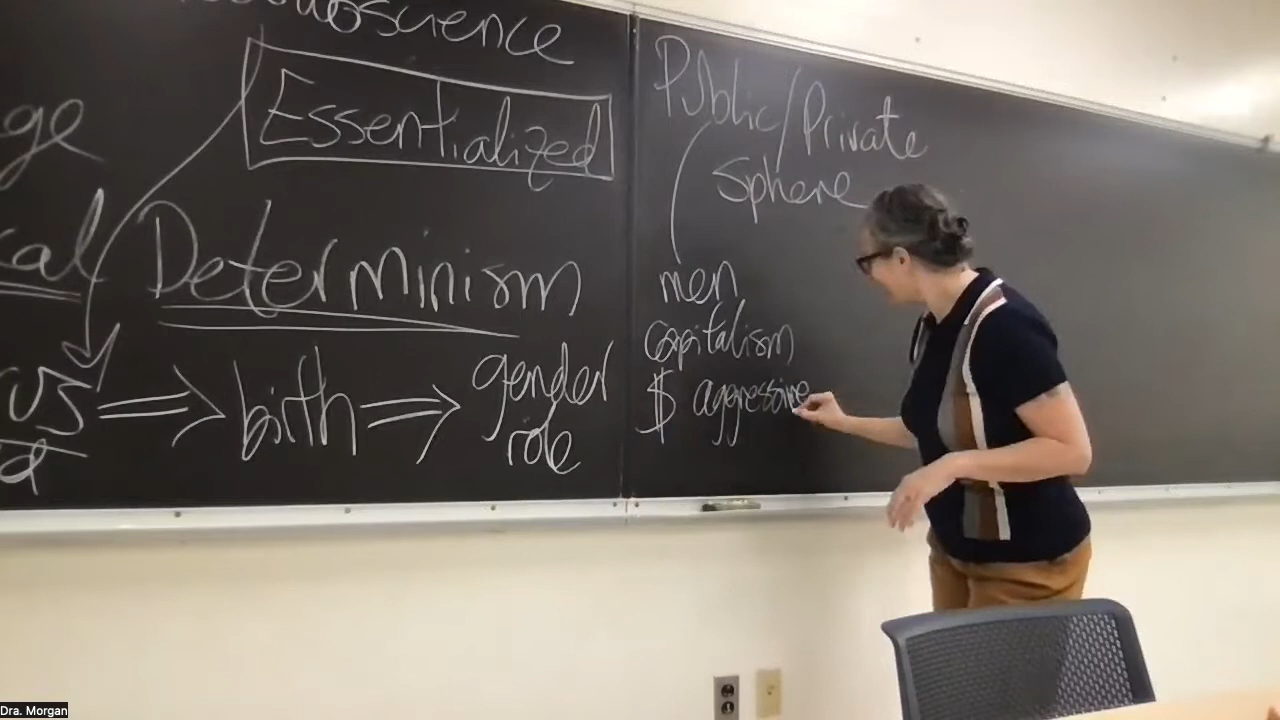 Essentialized
Determinism
birth
gender
role
Public/Private
Sphere
men
capitalism
$ aggressive
Dra. Morgan